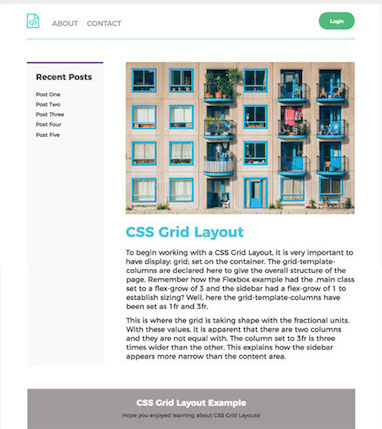 ABOUT CONTACT
Login
Recent Posts
Post One
Post Two
Post Three
Post Four
Post Five
CSS Grid Layout
To begin working with a CSS Grid Layout, it is very important to
have display: grid; set on the container. The grid-template-
columns are declared here to give the overall structure of the
page. Remember how the Flexbox example had the .main class
set to a flex-grow of 3 and the sidebar had a flex-grow of 1 to
establish sizing? Well, here the grid-template-columns have
been set as 1fr and 3fr.
This is where the grid is taking shape with the fractional units.
With these values, it is apparent that there are two columns
and they are not equal with. The column set to 3fr is three
times wider than the other. This explains how the sidebar
appears more narrow than the content area.
CSS Grid Layout Example
Hope you enjoyed learning about CSS Grid Layouts!